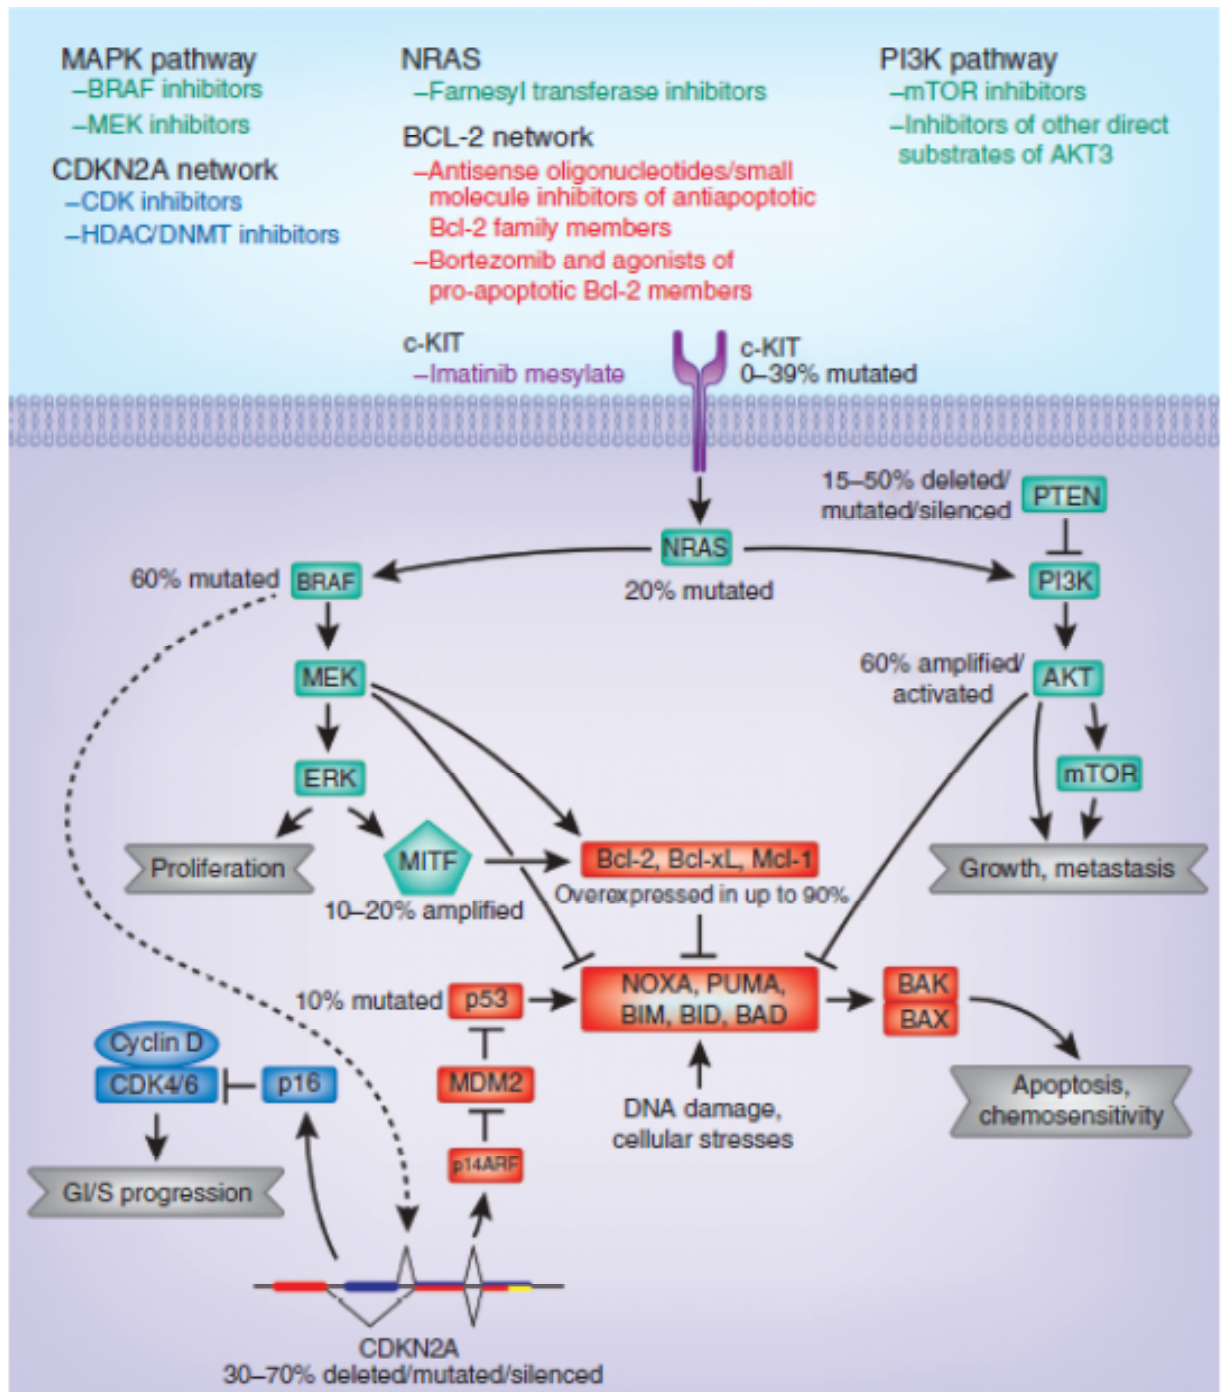 MAPK pathway
–BRAF inhibitors
–MEK inhibitors
CDKN2A network
–CDK inhibitors
–HDAC/DNMT inhibitors
NRAS
–Farnesyl transferase inhibitors
BCL-2 network
–Antisense oligonucleotides/small
molecule inhibitors of antiapoptotic
Bcl-2 family members
–Bortezomib and agonists of
pro-apoptotic Bcl-2 members
c-KIT
–Imatinib mesylate
PI3K pathway
–mTOR inhibitors
–Inhibitors of other direct
substrates of AKT3
c-KIT
0–39% mutated
15–50% deleted/
mutated/silenced
PTEN
NRAS
20% mutated
60% mutated
BRAF
PI3K
MEK
60% amplified/
activated
AKT
ERK
mTOR
Proliferation
MITF
10–20% amplified
Bcl-2, Bcl-xL, Mcl-1
Overexpressed in up to 90%
Growth, metastasis
10% mutated
p53
NOXA, PUMA,
BIM, BID, BAD
BAK
BAX
Cyclin D
CDK4/6
p16
MDM2
DNA damage,
cellular stresses
Apoptosis,
chemosensitivity
p14ARF
GI/S progression
CDKN2A
30–70% deleted/mutated/silenced